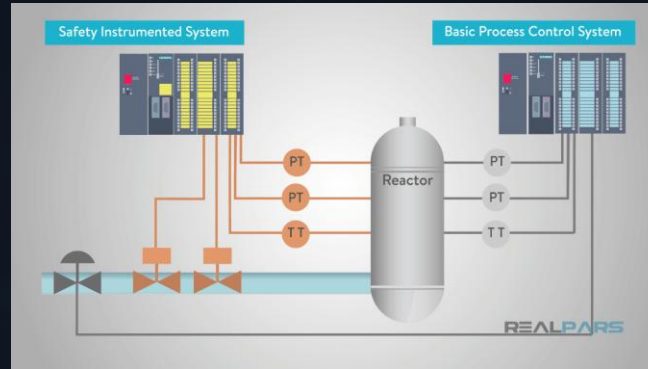 Safety Instrumented System
Basic Process Control System
PT
PT
Reactor
PT
PT
TT
TT
REALPARS